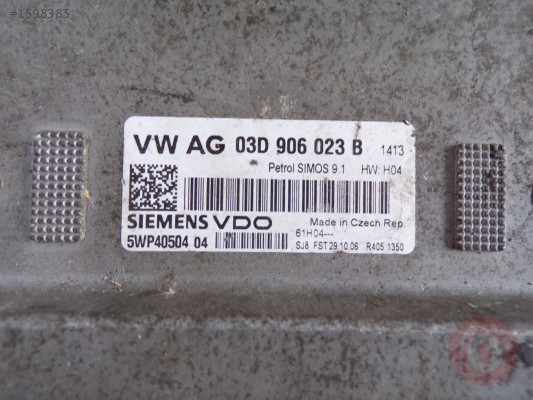 #1598385
VW AG 03D 906 023 B 1413
Petrol SIMOS 9.1 HW: H04
SIEMENS VDO Made in Czech Rep.
61H04---
5WP40504 04 SJ8 FST 29.10.06 R405 1350